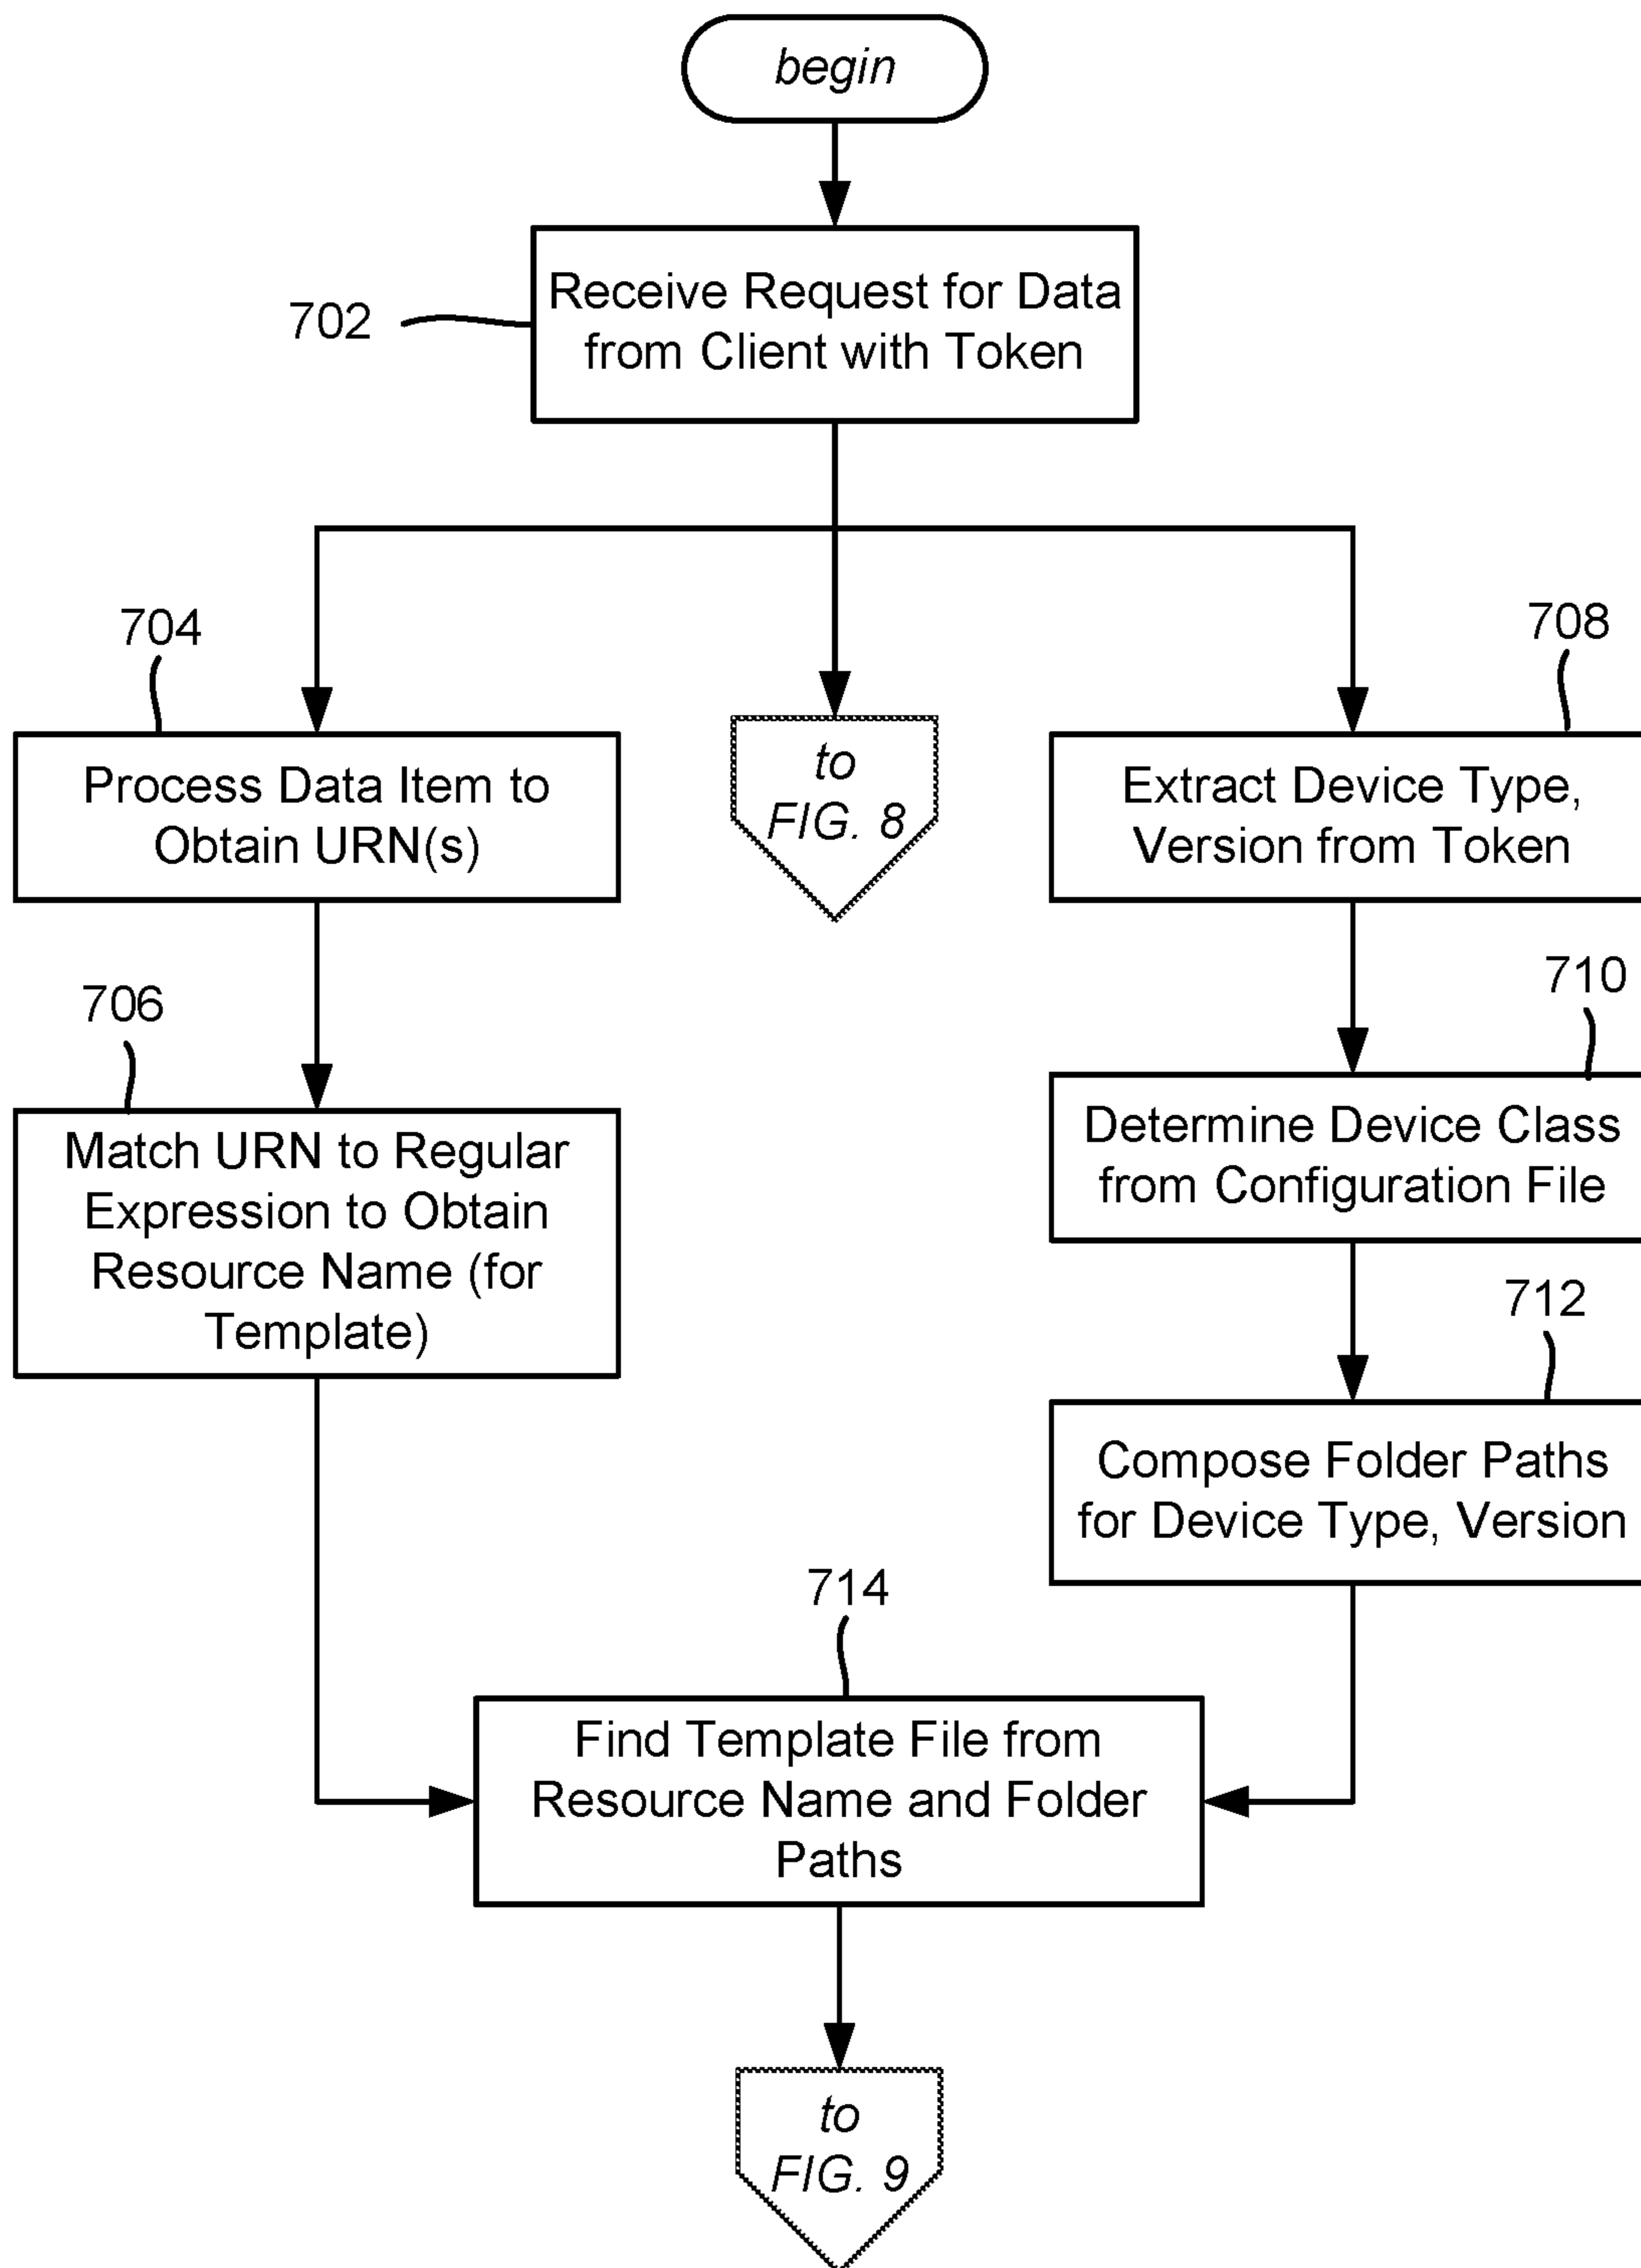 begin
702
Receive Request for Data
from Client with Token
704
Process Data Item to
Obtain URN(s)
to
FIG. 8
708
Extract Device Type,
Version from Token
706
Match URN to Regular
Expression to Obtain
Resource Name (for
Template)
710
Determine Device Class
from Configuration File
712
Compose Folder Paths
for Device Type, Version
714
Find Template File from
Resource Name and Folder
Paths
to
FIG. 9